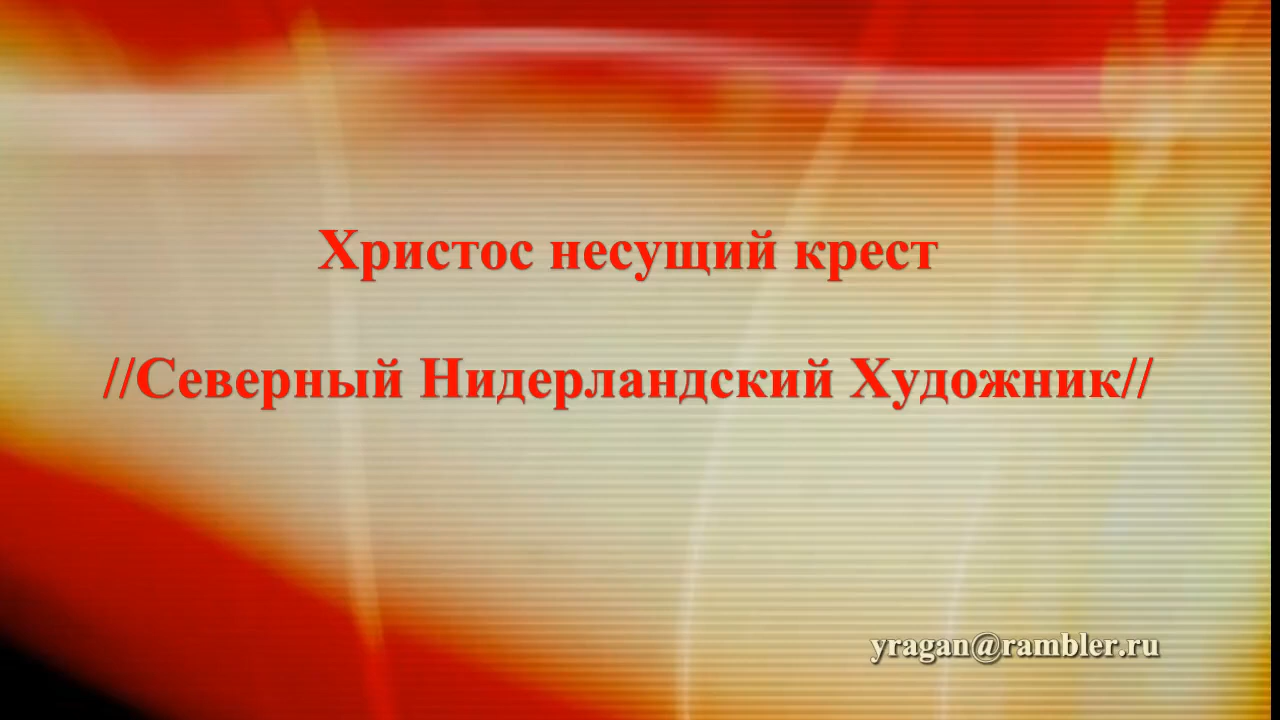 Христос несущий крест
//Северный Нидерландский Художник//
yragan@rambler.ru